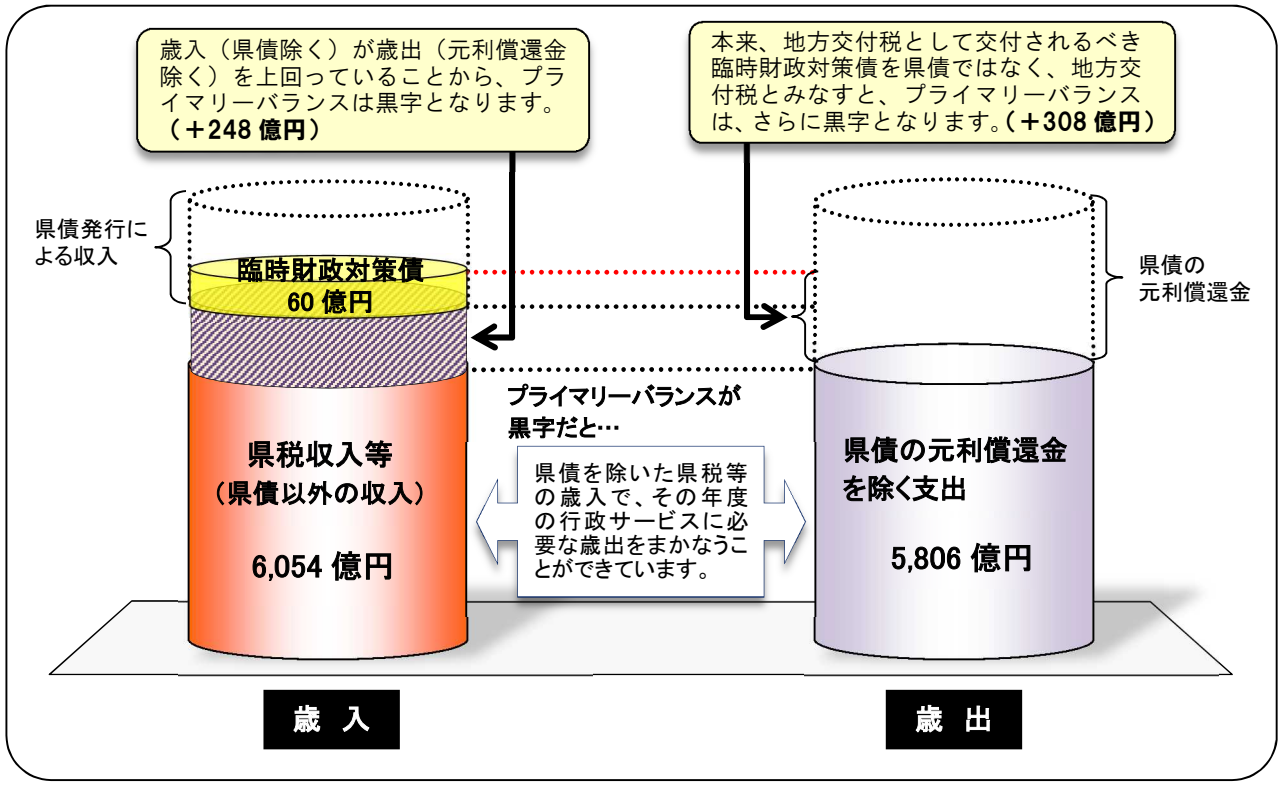 歳入（県債除く）が歳出（元利償還金
除く）を上回っていることから、プラ
イマリーバランスは黒字となります。
（＋248 億円）
本来、地方交付税として交付されるべき
臨時財政対策債を県債ではなく、地方交
付税とみなすと、プライマリーバランス
は、さらに黒字となります。（＋308 億円）
県債発行に
よる収入
臨時財政対策債
60 億円
県債の
元利償還金
プライマリーバランスが
黒字だと…
県税収入等
（県債以外の収入）
6,054 億円
県債を除いた県税等
の歳入で、その年度
の行政サービスに必
要な歳出をまかなうこ
とができています。
県債の元利償還金
を除く支出
5,806 億円
歳 入
歳 出